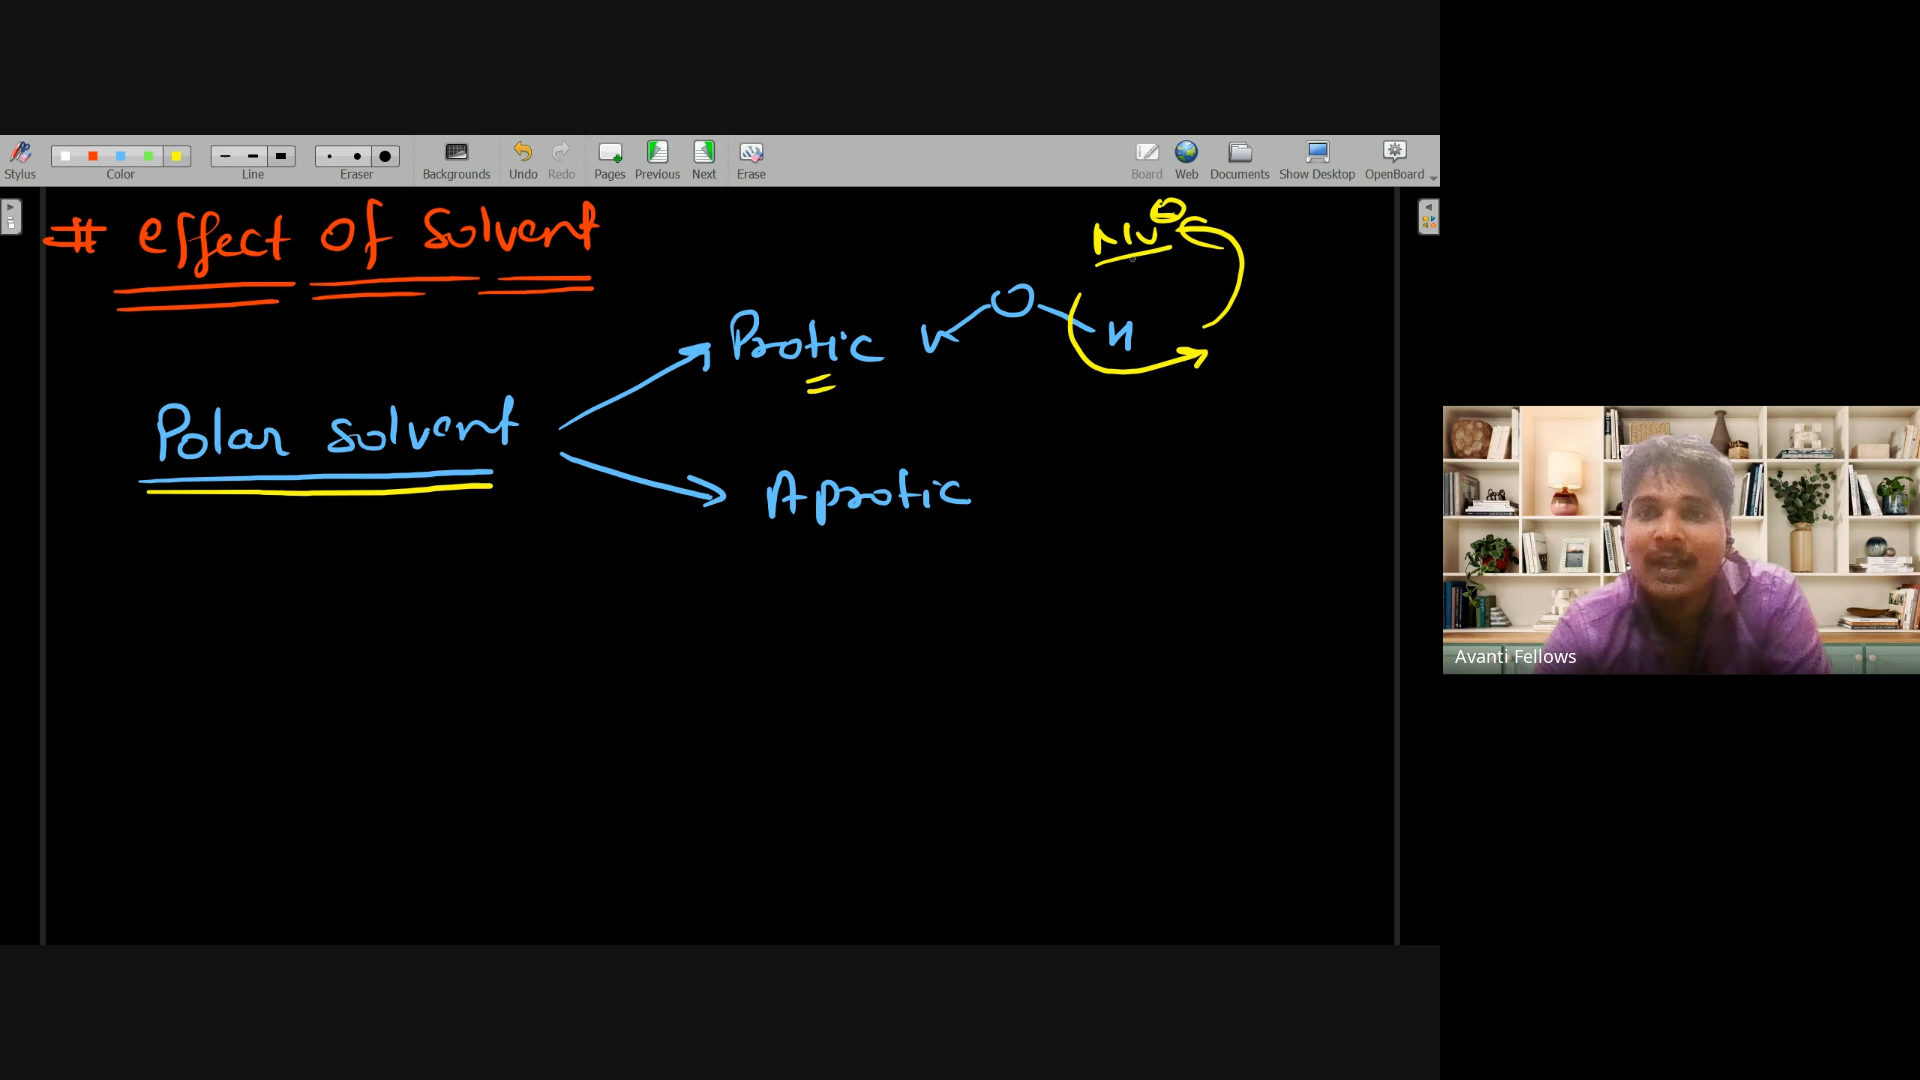 Stylus Color Line Eraser Backgrounds Undo Redo Pages Previous Next Erase Board Web Documents Show Desktop OpenBoard
# effect of solvent
Nu⊖
O
Protic H
Polar solvent
Aprotic
Avanti Fellows